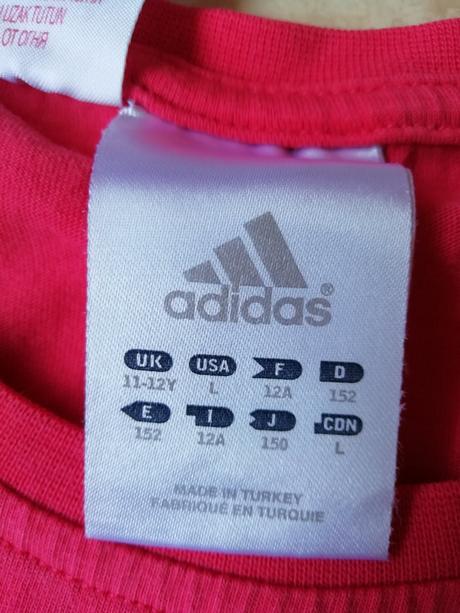 UZAK TUTUN
ОТ ОГНЯ
adidas®
UK USA F D
11-12Y L 12A 152
E I J CDN
152 12A 150 L
MADE IN TURKEY
FABRIQUÉ EN TURQUIE